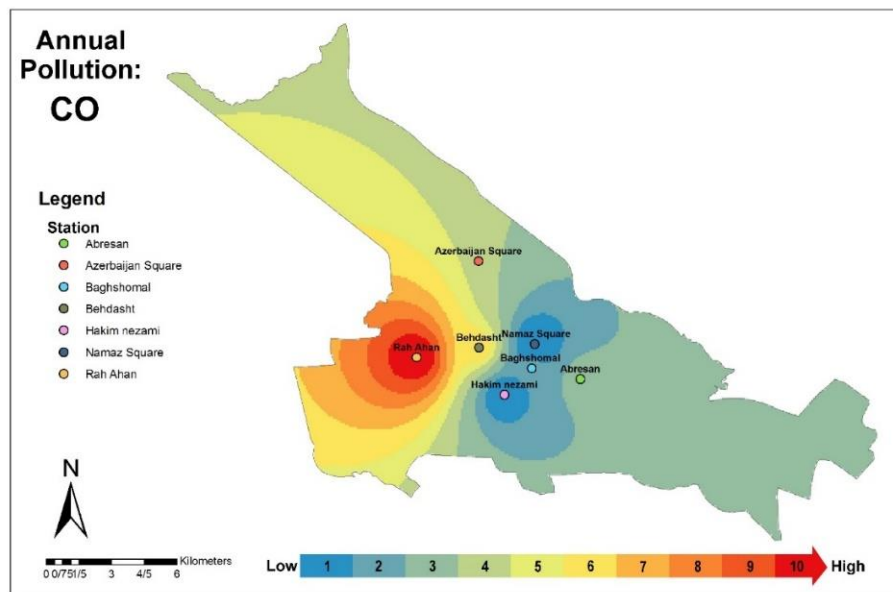 Annual
Pollution:
CO
Legend
Station
Abresan
Azerbaijan Square
Baghshomal
Behdasht
Hakim nezami
Namaz Square
Rah Ahan
Azerbaijan Square
Behdasht
Namaz Square
Rah Ahan
Baghshomal
Abresan
Hakim nezami
N
Kilometers
0 0/75 1/5 3 4/5 6
Low 1 2 3 4 5 6 7 8 9 10 High